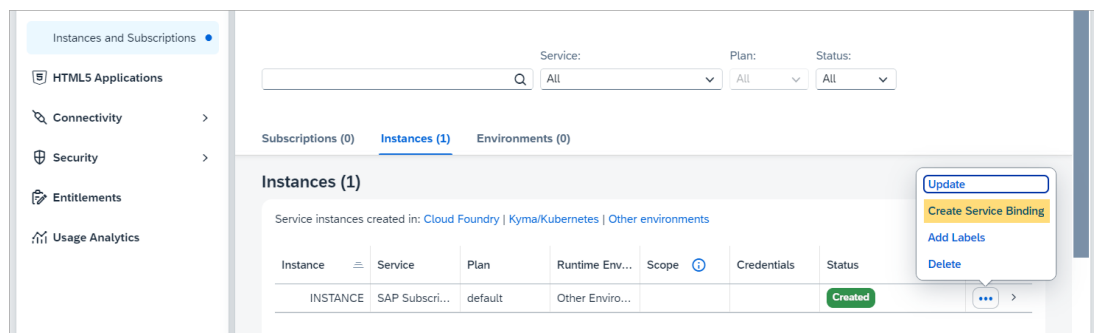 Instances and Subscriptions
HTML5 Applications
Connectivity
Security
Entitlements
Usage Analytics
Service: Plan: Status:
All All All
Subscriptions (0) Instances (1) Environments (0)
Instances (1)
Service instances created in: Cloud Foundry | Kyma/Kubernetes | Other environments
Update
Create Service Binding
Add Labels
Delete
Instance Service Plan Runtime Env... Scope Credentials Status
INSTANCE SAP Subscri... default Other Enviro... Created